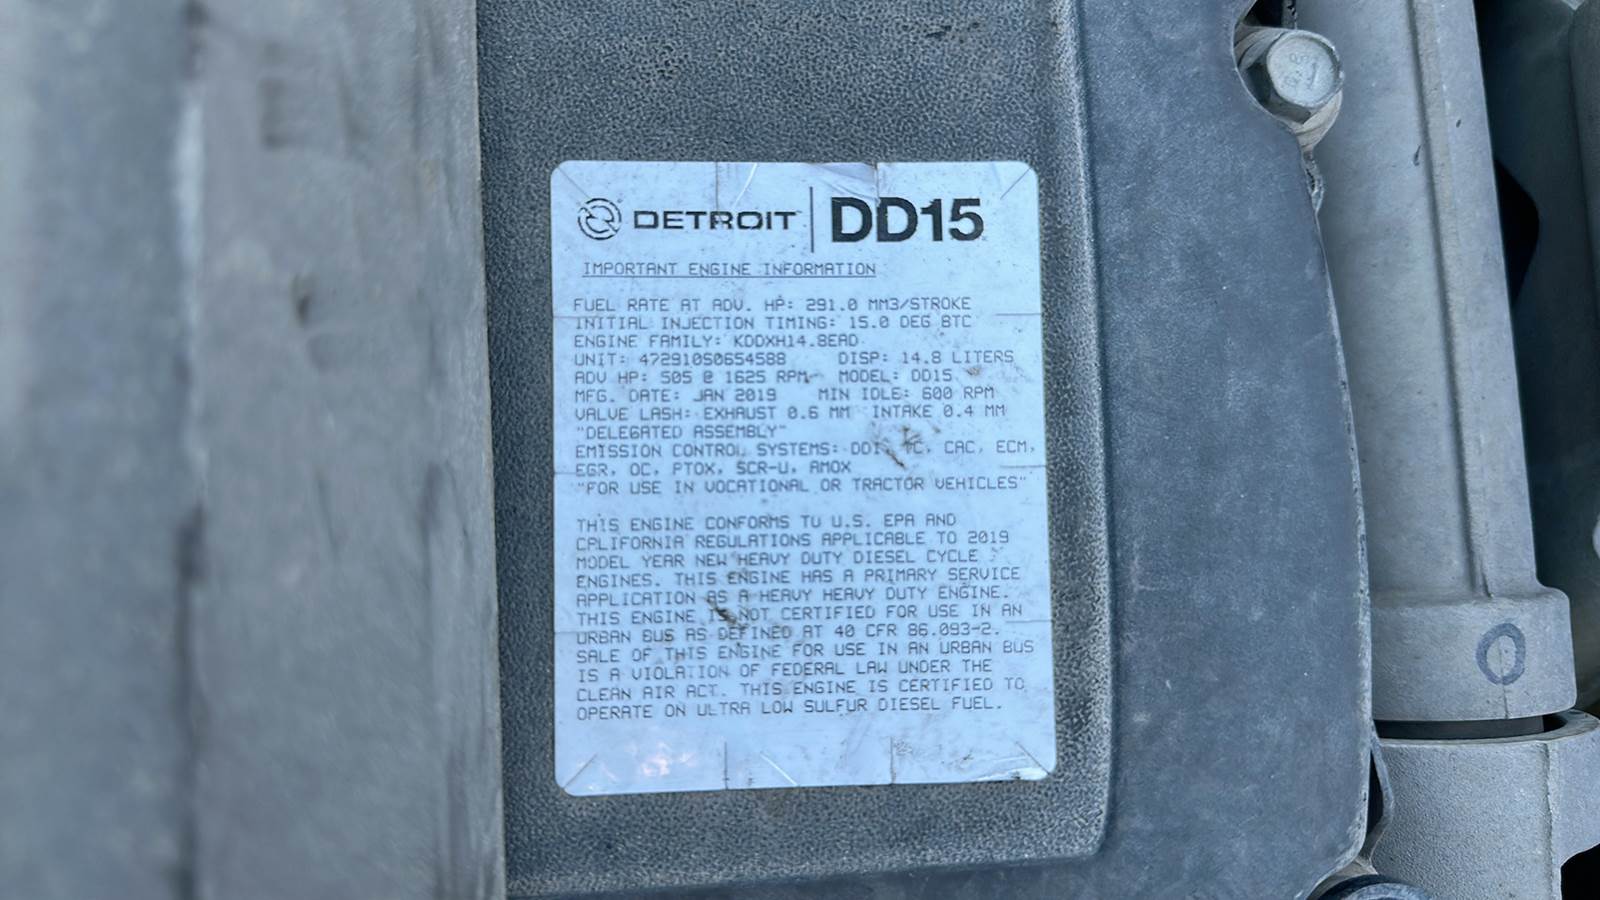 DETROIT | DD15
IMPORTANT ENGINE INFORMATION
FUEL RATE AT ADV. HP: 291.0 MM3/STROKE
INITIAL INJECTION TIMING: 15.0 DEG BTC
ENGINE FAMILY: KDDXH14.8EAD
UNIT: 472910S0654588 DISP: 14.8 LITERS
ADV HP: 505 @ 1625 RPM MODEL: DD15
MFG. DATE: JAN 2019 MIN IDLE: 600 RPM
VALVE LASH: EXHAUST 0.6 MM INTAKE 0.4 MM
"DELEGATED ASSEMBLY"
EMISSION CONTROL SYSTEMS: CAC, ECM,
EGR, OC, PTOX, SCR-U, AMOX
"FOR USE IN VOCATIONAL OR TRACTOR VEHICLES"
THIS ENGINE CONFORMS TO U.S. EPA AND
CALIFORNIA REGULATIONS APPLICABLE TO 2019
MODEL YEAR NEW HEAVY DUTY DIESEL CYCLE
ENGINES. THIS ENGINE HAS A PRIMARY SERVICE
APPLICATION AS A HEAVY HEAVY DUTY ENGINE.
THIS ENGINE IS NOT CERTIFIED FOR USE IN AN
URBAN BUS AS DEFINED AT 40 CFR 86.093-2.
SALE OF THIS ENGINE FOR USE IN AN URBAN BUS
IS A VIOLATION OF FEDERAL LAW UNDER THE
CLEAN AIR ACT. THIS ENGINE IS CERTIFIED TO
OPERATE ON ULTRA LOW SULFUR DIESEL FUEL.